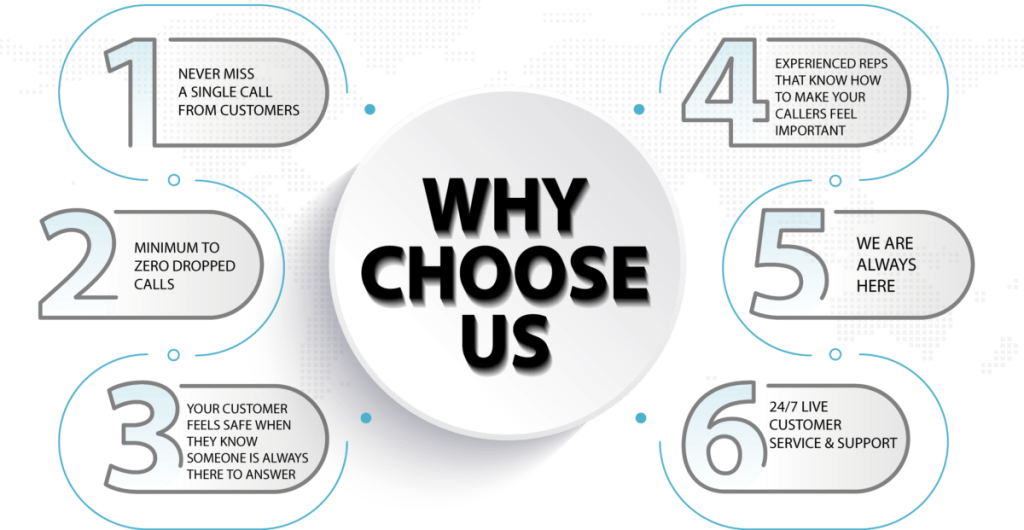 1
NEVER MISS
A SINGLE CALL
FROM CUSTOMERS
2
MINIMUM TO
ZERO DROPPED
CALLS
3
YOUR CUSTOMER
FEELS SAFE WHEN
THEY KNOW
SOMEONE IS ALWAYS
THERE TO ANSWER
WHY
CHOOSE
US
4
EXPERIENCED REPS
THAT KNOW HOW
TO MAKE YOUR
CALLERS FEEL
IMPORTANT
5
WE ARE
ALWAYS
HERE
6
24/7 LIVE
CUSTOMER
SERVICE & SUPPORT